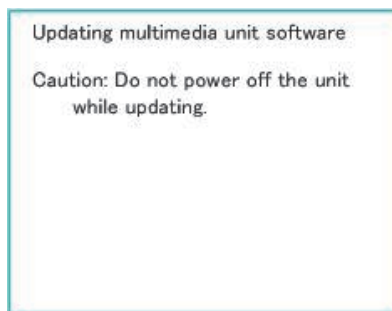 Updating multimedia unit software
Caution: Do not power off the unit
while updating.